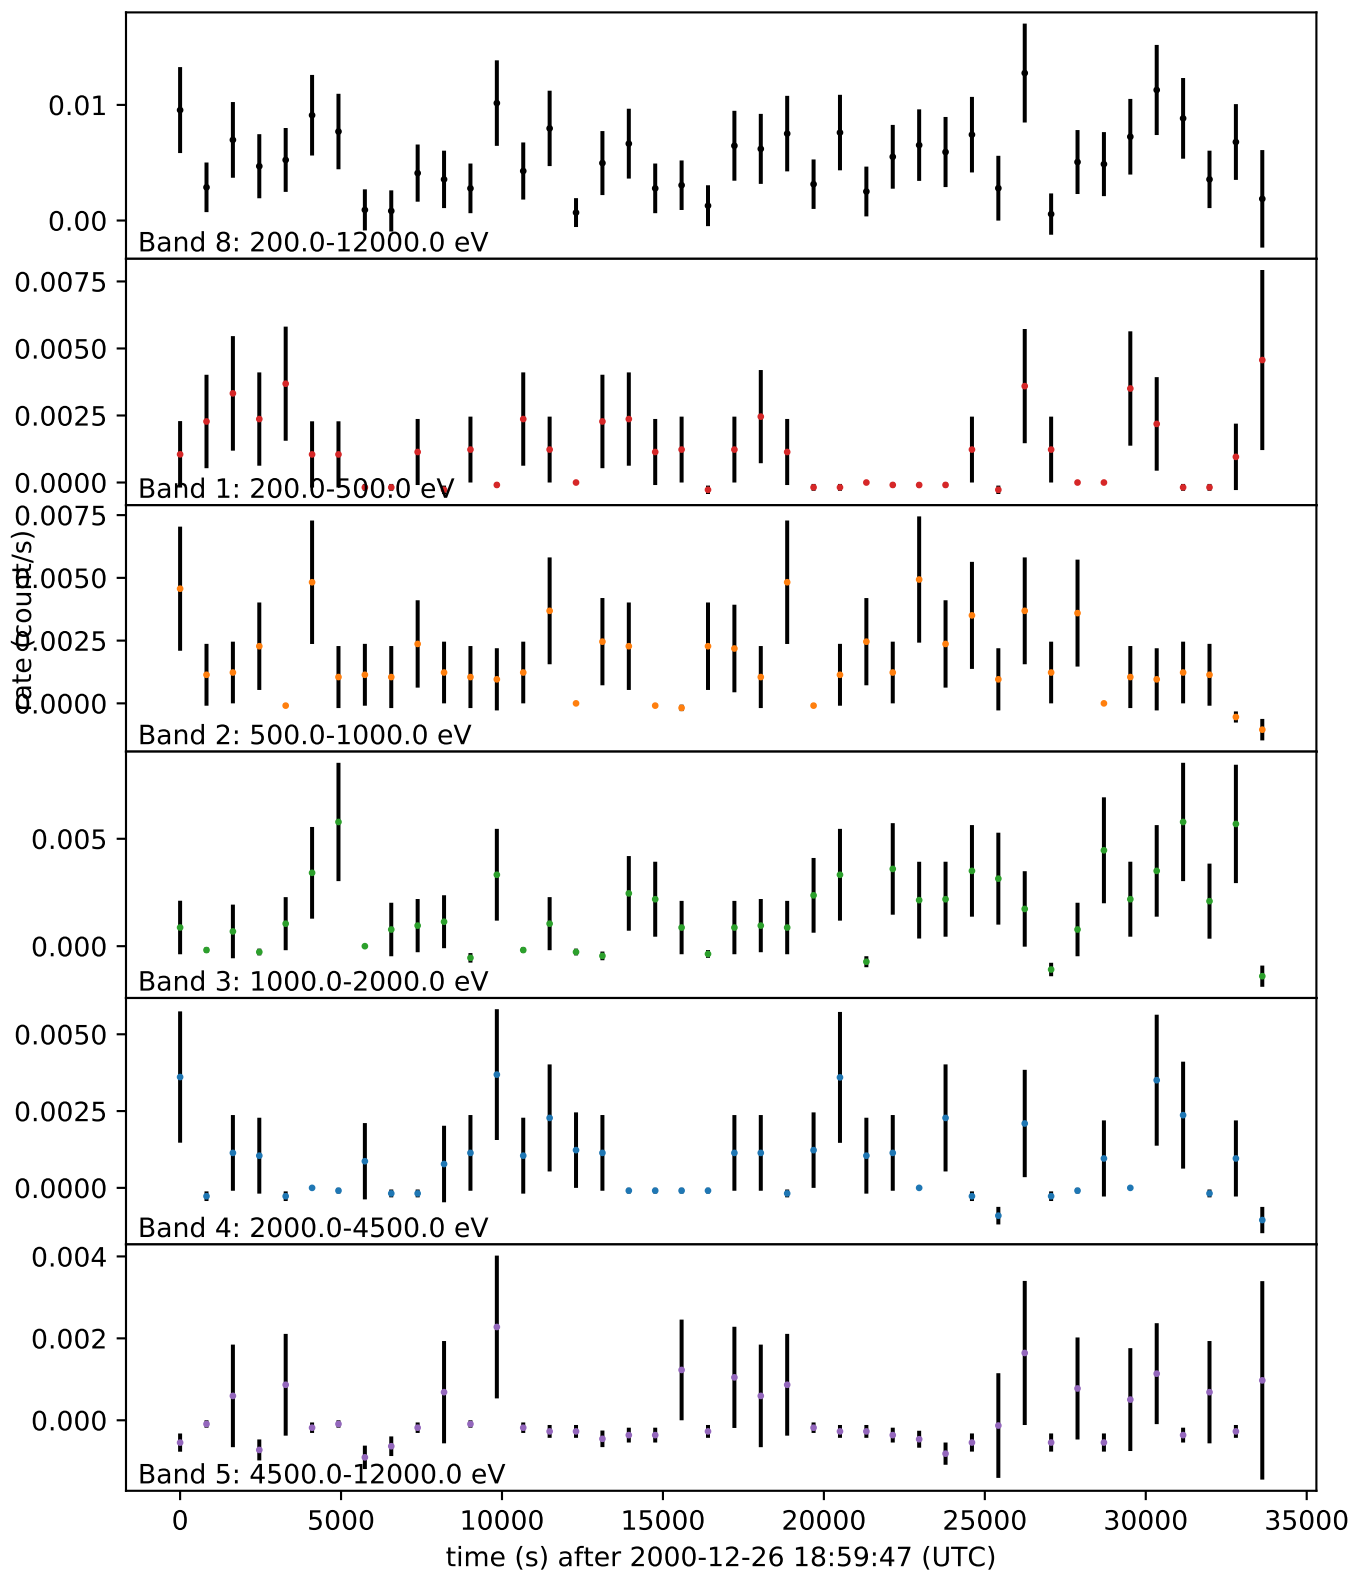 0.01
0.00
Band 8: 200.0-12000.0 eV
0.0075
0.0050
0.0025
0.0000
Band 1: 200.0-500.0 eV
rate (count/s)
0.0075
0.0050
0.0025
0.0000
Band 2: 500.0-1000.0 eV
0.005
0.000
Band 3: 1000.0-2000.0 eV
0.0050
0.0025
0.0000
Band 4: 2000.0-4500.0 eV
0.004
0.002
0.000
Band 5: 4500.0-12000.0 eV
0 5000 10000 15000 20000 25000 30000 35000
time (s) after 2000-12-26 18:59:47 (UTC)